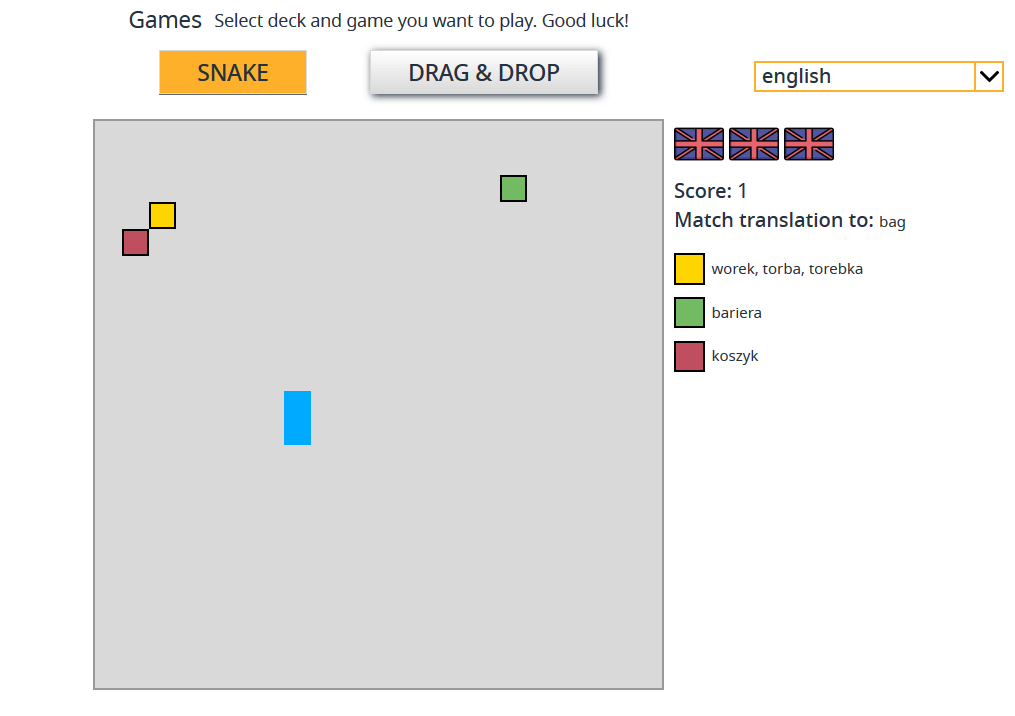 Games Select deck and game you want to play. Good luck!
SNAKE DRAG & DROP
english
Score: 1
Match translation to: bag
worek, torba, torebka
bariera
koszyk